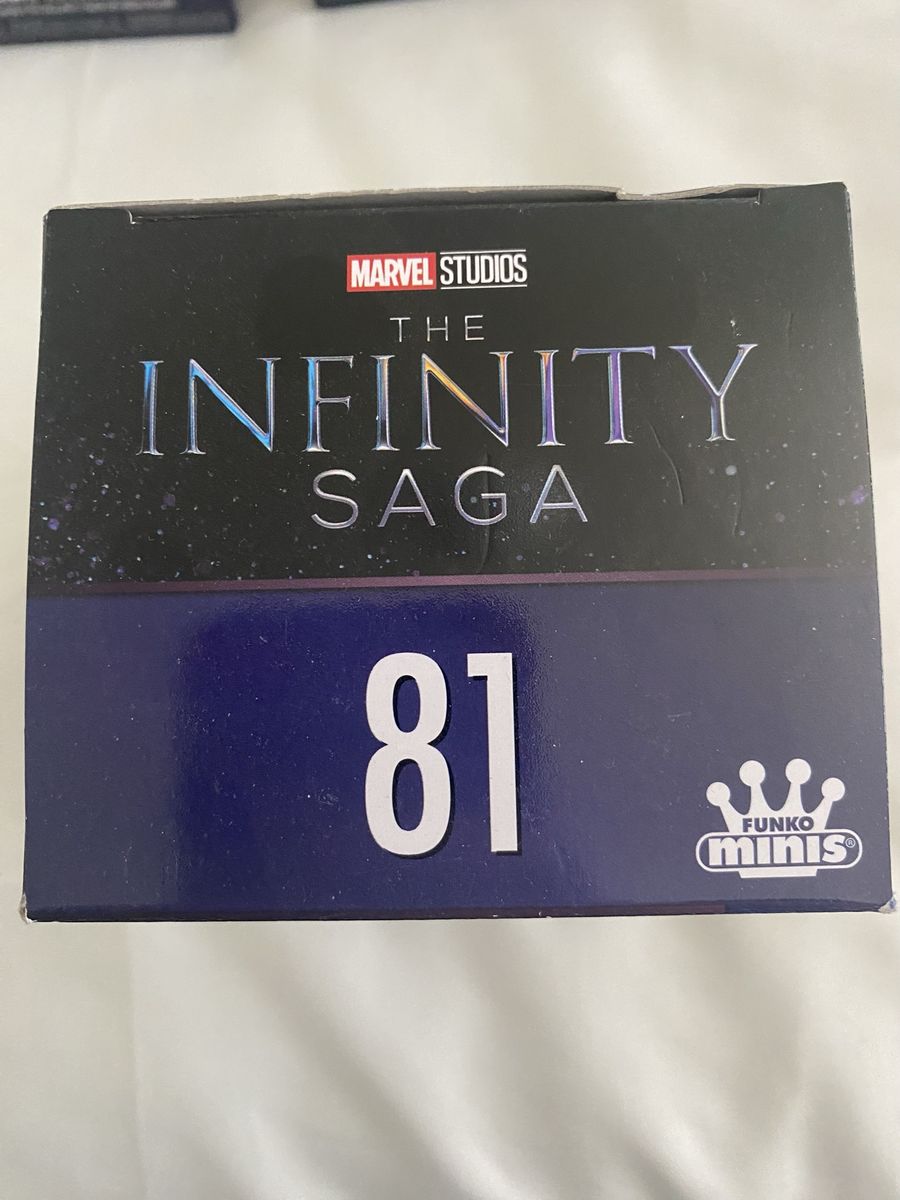 MARVEL STUDIOS
THE
INFINITY
SAGA
81
FUNKO
minis®